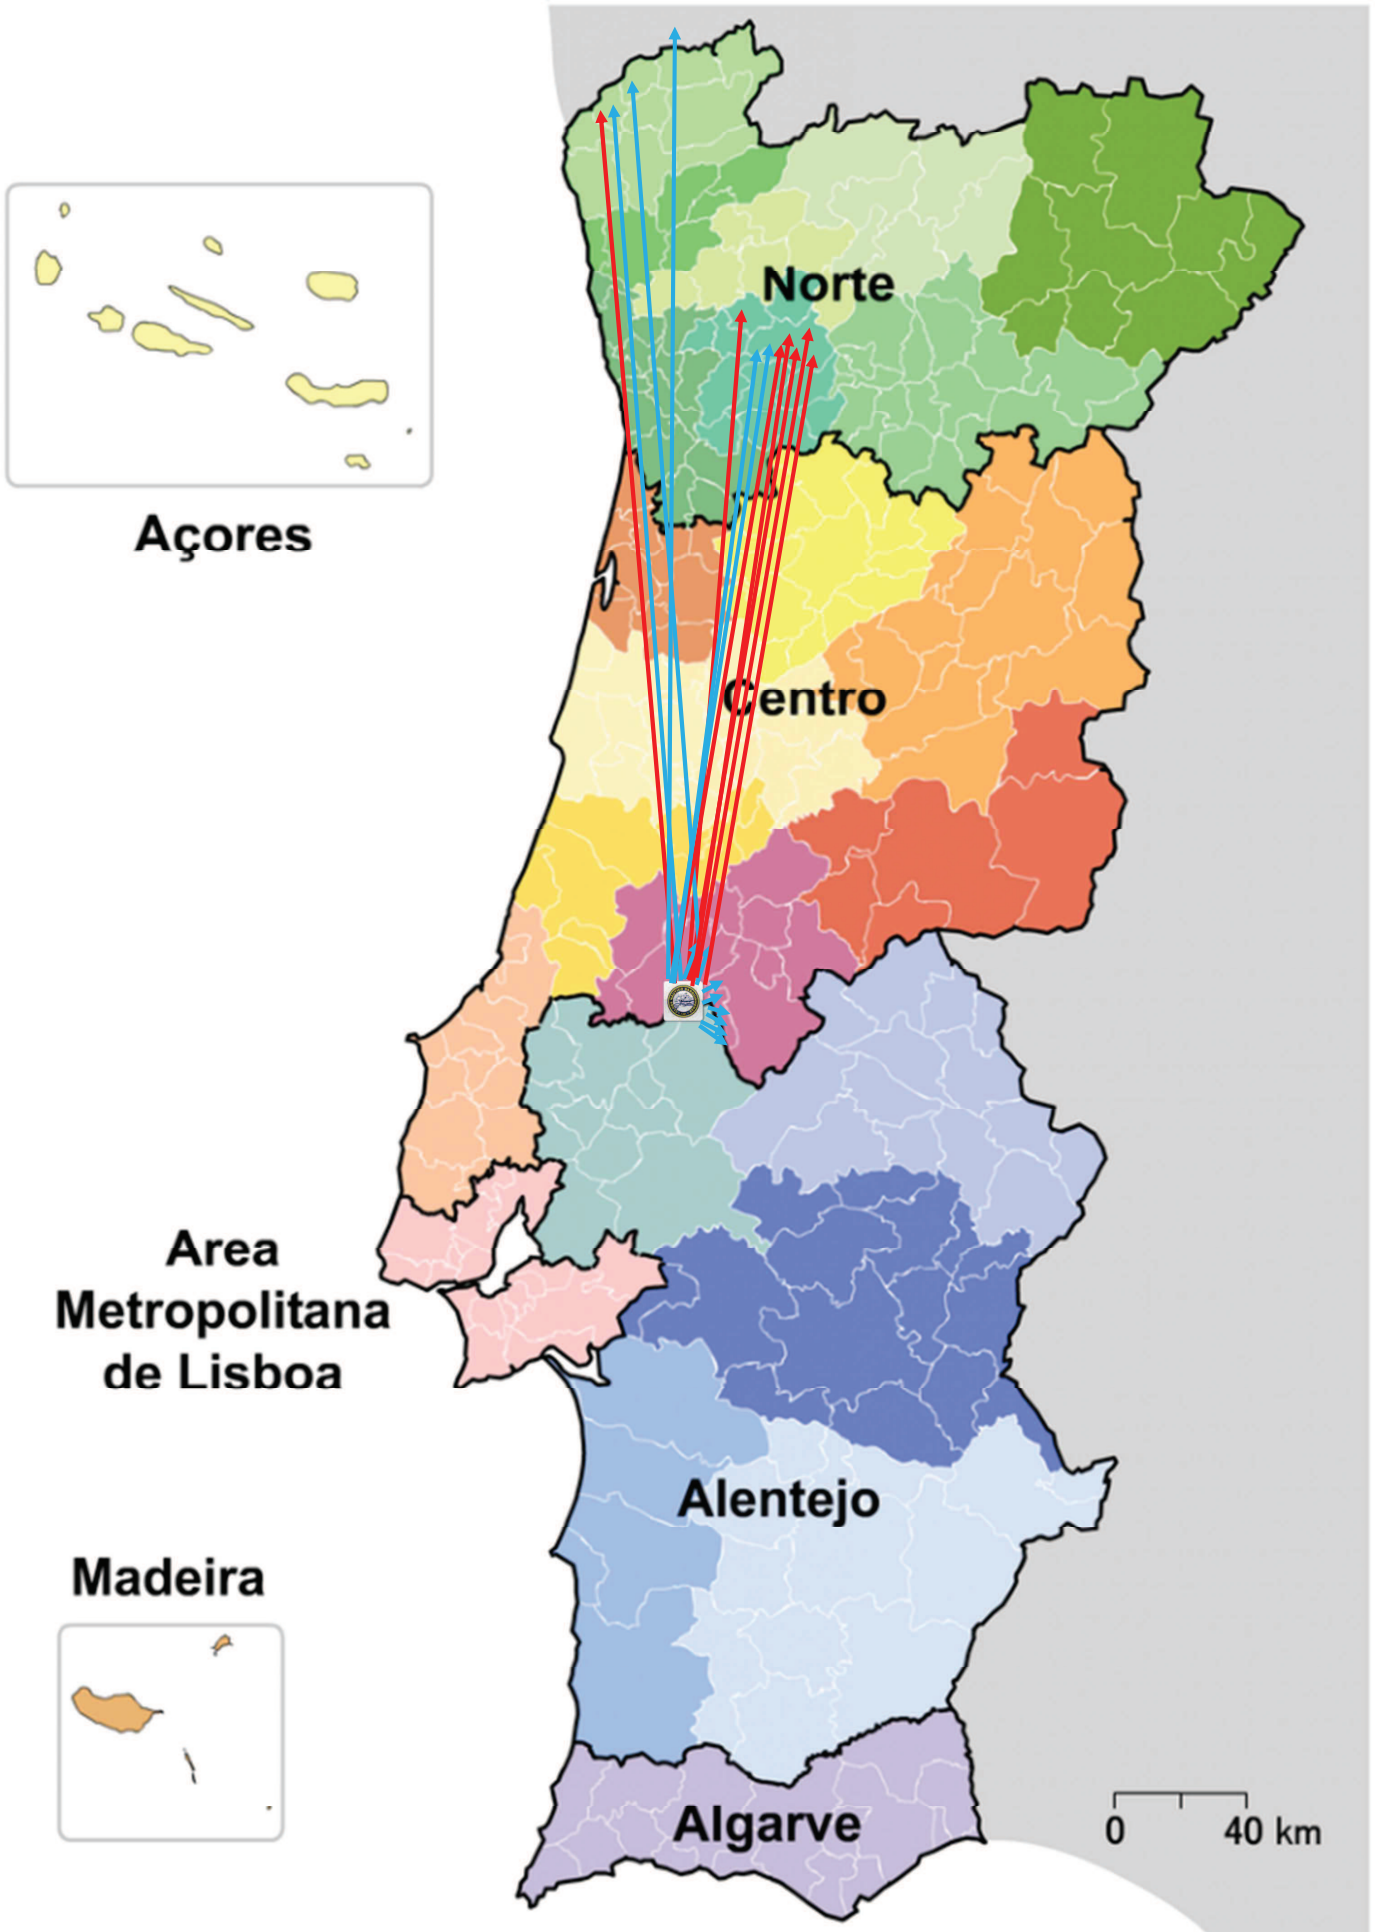 Norte
Açores
Centro
Area
Metropolitana
de Lisboa
Alentejo
Madeira
Algarve
0 40 km